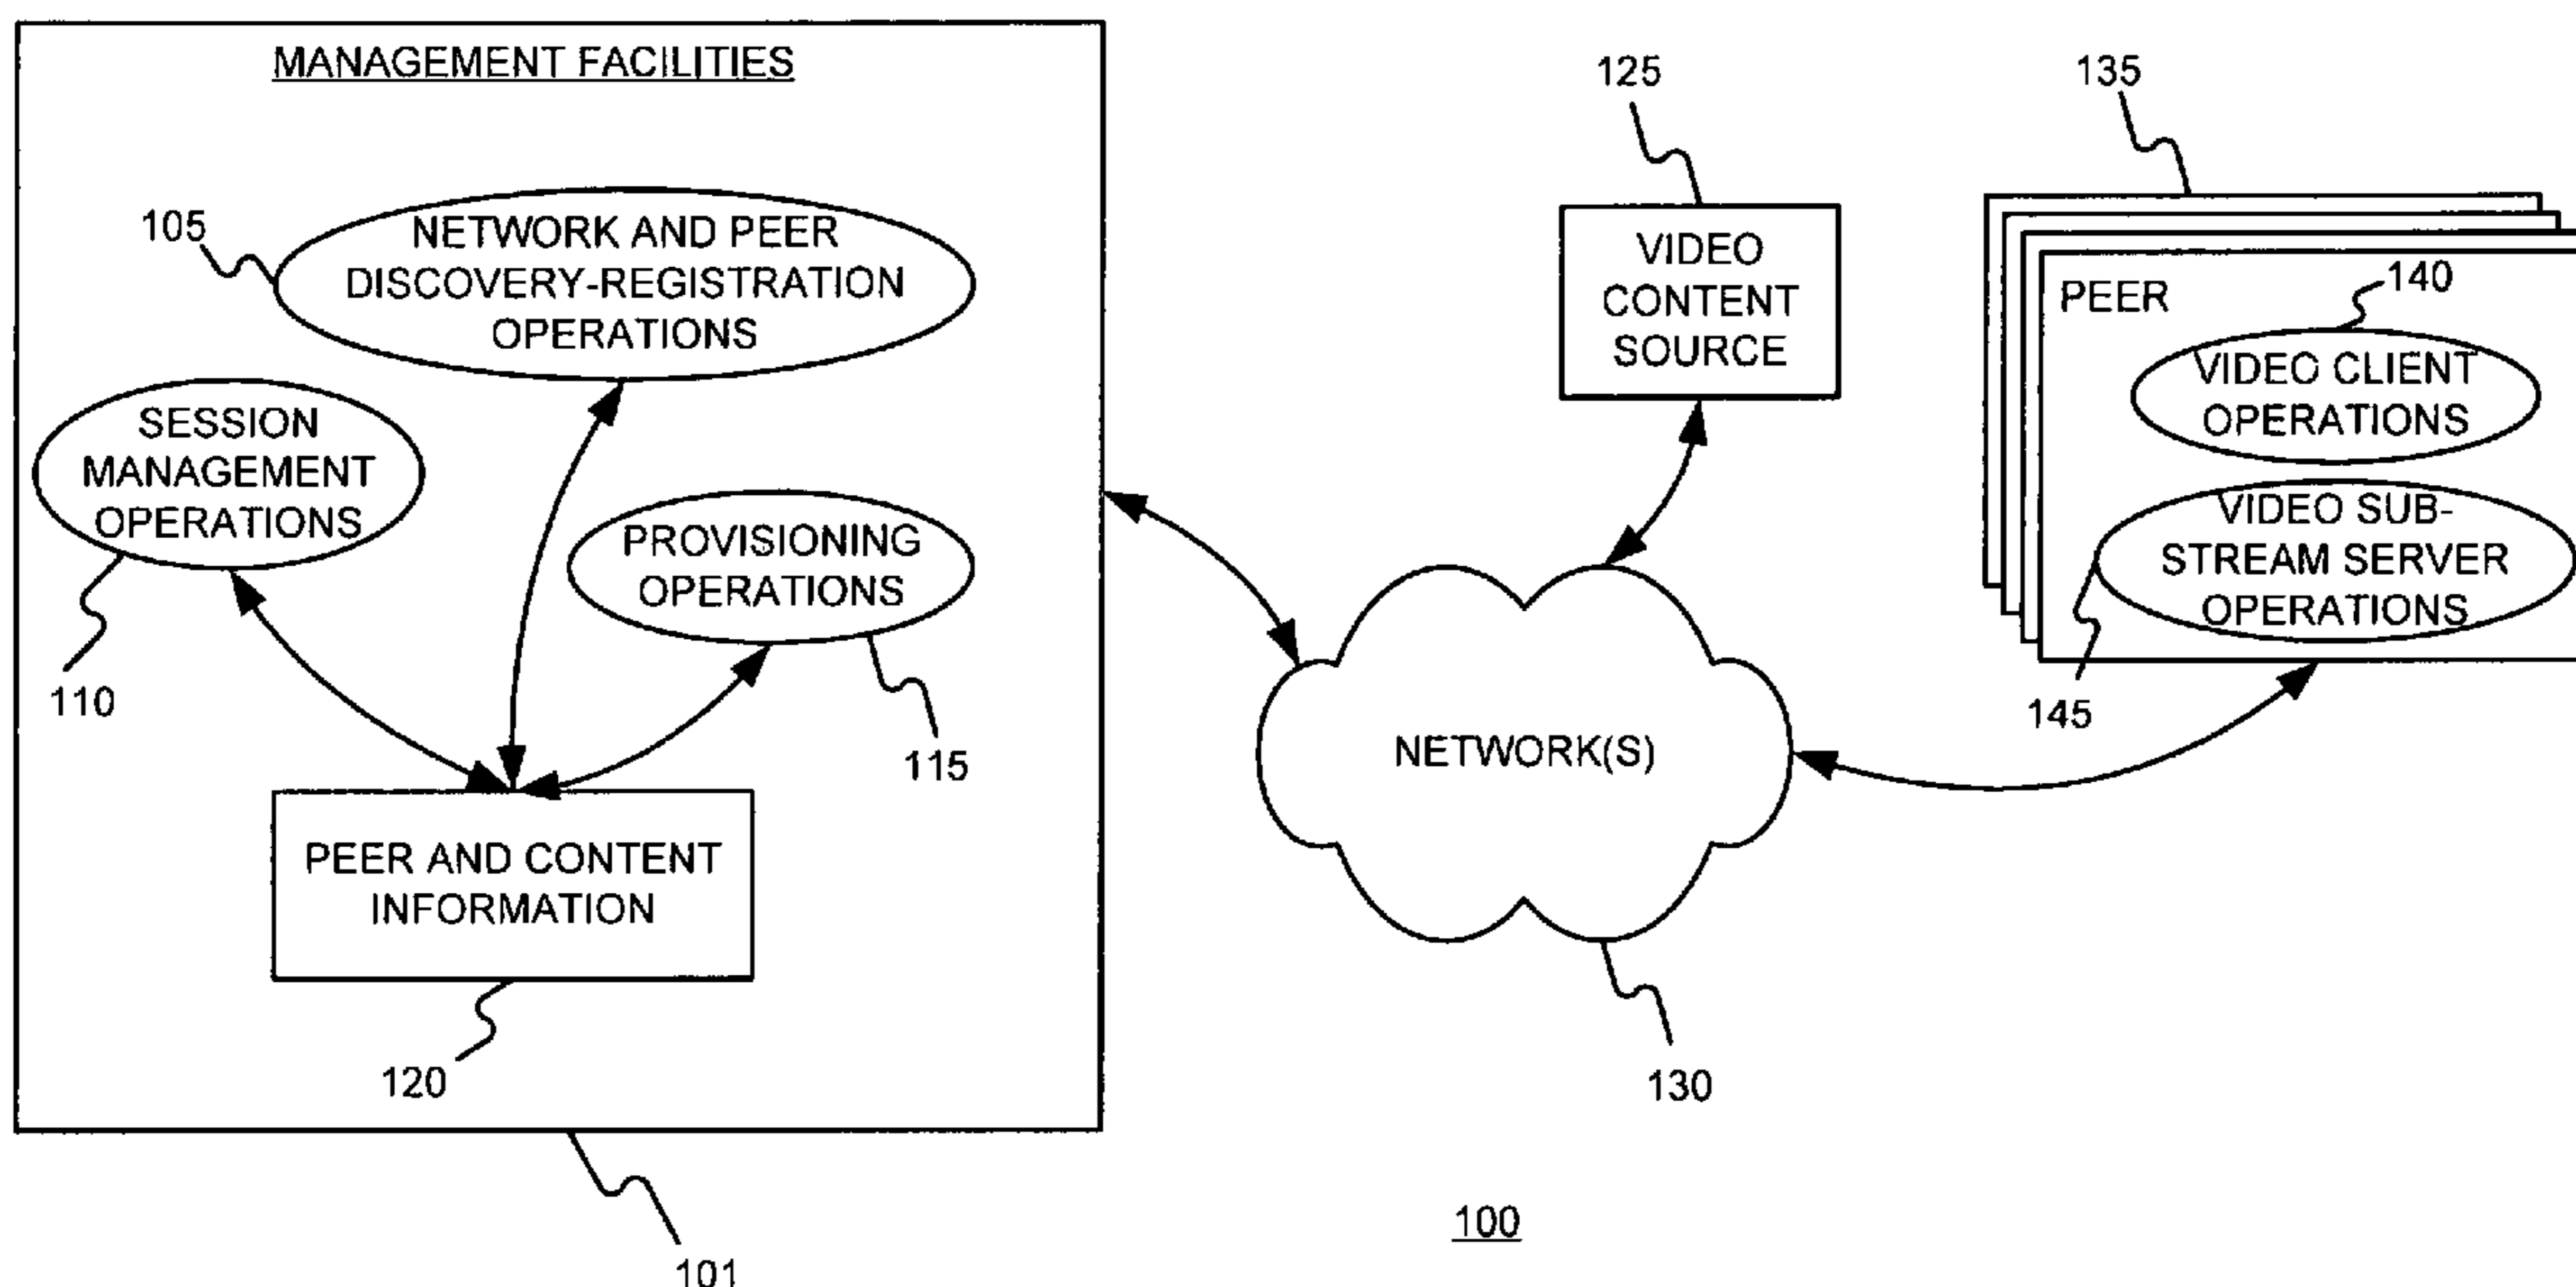 MANAGEMENT FACILITIES
105
NETWORK AND PEER
DISCOVERY-REGISTRATION
OPERATIONS
SESSION
MANAGEMENT
OPERATIONS
110
PROVISIONING
OPERATIONS
115
PEER AND CONTENT
INFORMATION
120
101
125
VIDEO
CONTENT
SOURCE
NETWORK(S)
130
135
PEER
140
VIDEO CLIENT
OPERATIONS
VIDEO SUB-
STREAM SERVER
OPERATIONS
145
100